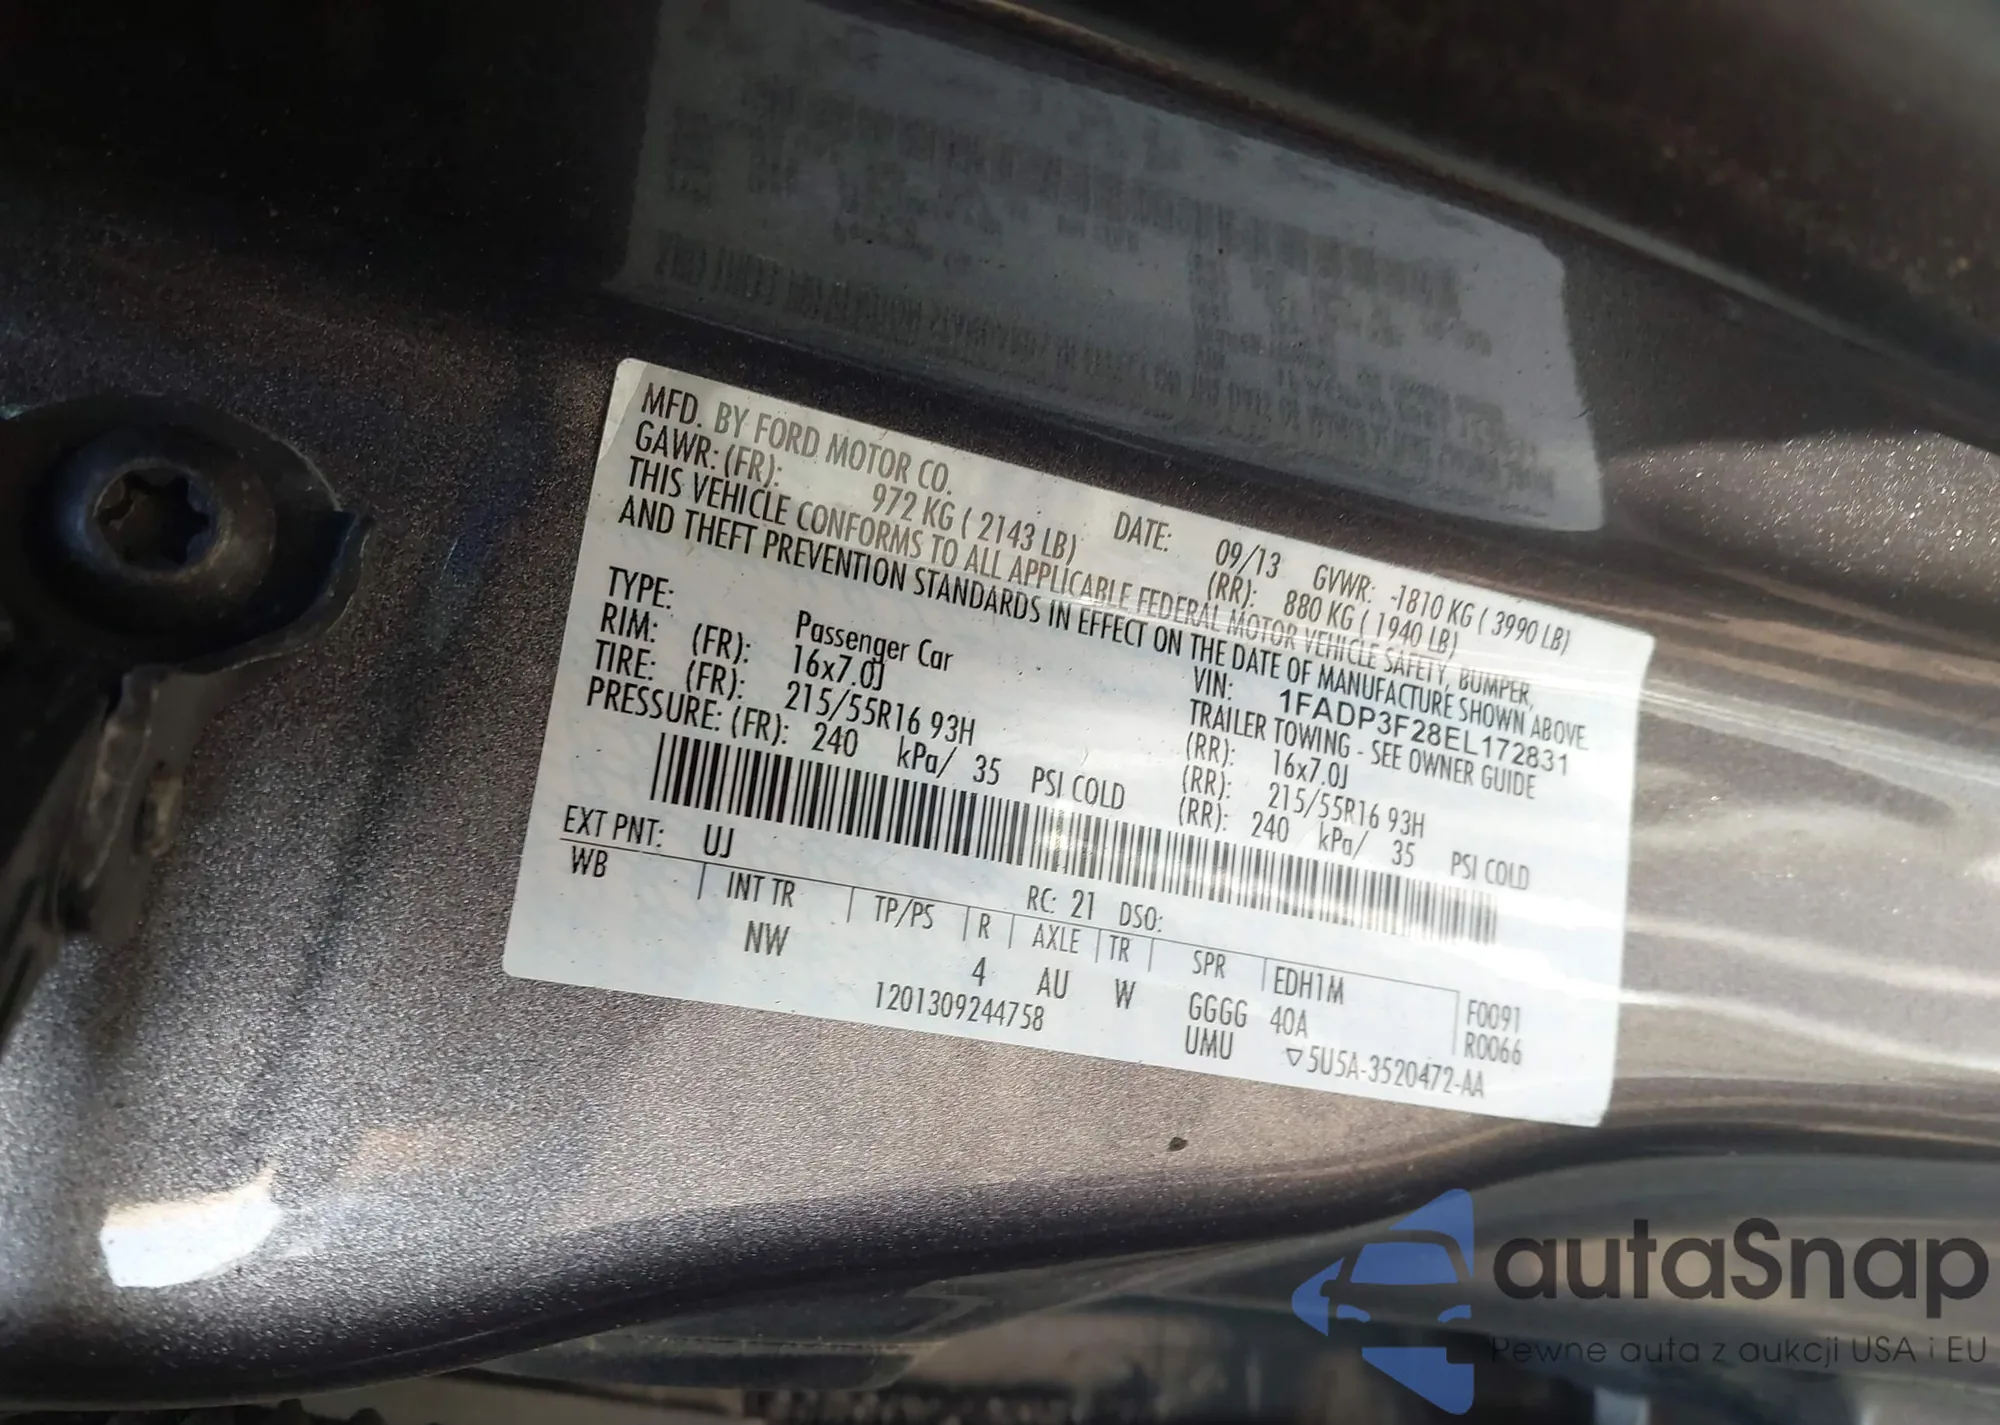 MFD. BY FORD MOTOR CO. DATE: 09/13 GVWR: -1810 KG ( 3990 LB)
GAWR: (FR): 972 KG ( 2143 LB) (RR): 880 KG ( 1940 LB)
THIS VEHICLE CONFORMS TO ALL APPLICABLE FEDERAL MOTOR VEHICLE SAFETY, BUMPER,
AND THEFT PREVENTION STANDARDS IN EFFECT ON THE DATE OF MANUFACTURE SHOWN ABOVE
VIN: 1FADP3F28EL172831
TYPE: Passenger Car TRAILER TOWING - SEE OWNER GUIDE
RIM: (FR): 16x7.0J (RR): 16x7.0J
TIRE: (FR): 215/55R16 93H (RR): 215/55R16 93H
PRESSURE: (FR): 240 kPa/ 35 PSI COLD (RR): 240 kPa/ 35 PSI COLD
EXT PNT: UJ RC: 21 DSO:
WB INT TR TP/PS R AXLE TR SPR EDH1M F0091
NW 4 AU W GGGG 40A R0066
1201309244758 UMU ▽5U5A-3520472-AA
autaSnap
Pewne auta z aukcji USA i EU